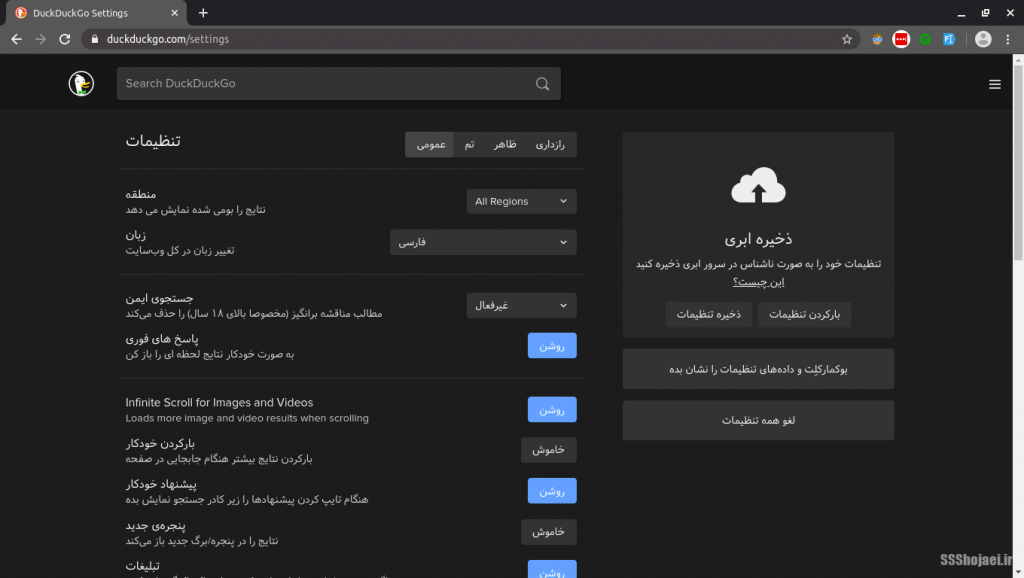 DuckDuckGo Settings
duckduckgo.com/settings
Search DuckDuckGo
تنظیمات
عمومی
تم
ظاهر
رازداری
منطقه
All Regions
نتایج را بومی شده نمایش می دهد
زبان
فارسی
تغییر زبان در کل وب‌سایت
جستجوی ایمن
غیرفعال
مطالب مناقشه برانگیز (مخصوصا بالای ۱۸ سال) را حذف می‌کند
پاسخ های فوری
روشن
به صورت خودکار نتایج لحظه ای را باز کن
Infinite Scroll for Images and Videos
روشن
Loads more image and video results when scrolling
بارکردن خودکار
خاموش
بارکردن نتایج بیشتر هنگام جابجایی در صفحه
پیشنهاد خودکار
روشن
هنگام تایپ کردن پیشنهادها را زیر کادر جستجو نمایش بده
پنجره‌ی جدید
خاموش
نتایج را در پنجره/برگ جدید باز می‌کند
تبلیغات
روشن
ذخیره ابری
تنظیمات خود را به صورت ناشناس در سرور ابری ذخیره کنید
این چیست؟
ذخیره تنظیمات
بارکردن تنظیمات
بوکمارکلِت و داده‌های تنظیمات را نشان بده
لغو همه تنظیمات
SSShojaei.ir